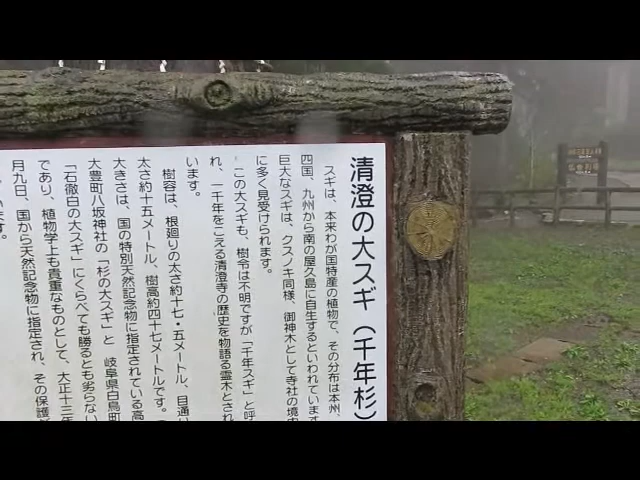 清澄の大スギ（千年杉）
スギは、本来わが国特産の植物で、その分布は本州、
四国、九州から南の屋久島に自生するといわれています
巨大なスギは、クスノキ同様、御神木として寺社の境内
に多く見受けられます。
この大スギも、樹令は不明ですが「千年スギ」と呼
れ、一千年をこえる清澄寺の歴史を物語る霊木とされ
います。
樹容は、根廻りの太さ約十七・五メートル、目通い
太さ約十五メートル、樹高約四十七メートルです。
大きさは、国の特別天然記念物に指定されている高
大豊町八坂神社の「杉の大スギ」と 岐阜県白鳥町
「石徹白の大スギ」にくらべても勝るとも劣らない
であり、植物学上も貴重なものとして、大正十三年
月九日、国から天然記念物に指定され、その保護が
います。